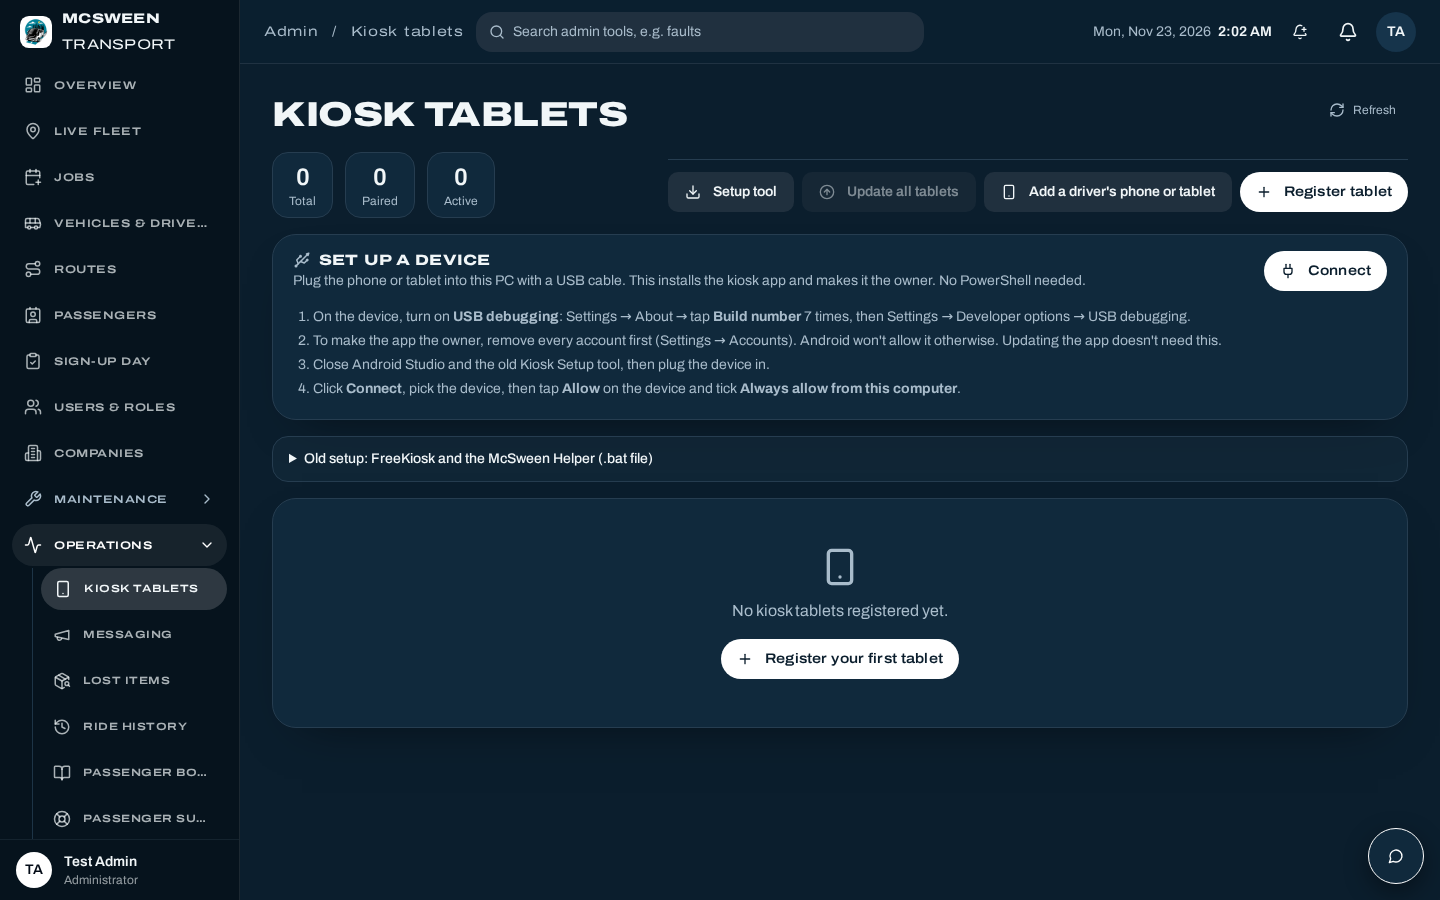 MCSWEEN
TRANSPORT
OVERVIEW
LIVE FLEET
JOBS
VEHICLES & DRIVE...
ROUTES
PASSENGERS
SIGN-UP DAY
USERS & ROLES
COMPANIES
MAINTENANCE
OPERATIONS
KIOSK TABLETS
MESSAGING
LOST ITEMS
RIDE HISTORY
PASSENGER BO...
PASSENGER SU...
TA
Test Admin
Administrator
Admin / Kiosk tablets
Search admin tools, e.g. faults
Mon, Nov 23, 2026 2:02 AM
TA
KIOSK TABLETS
Refresh
0 Total
0 Paired
0 Active
Setup tool
Update all tablets
Add a driver's phone or tablet
Register tablet
SET UP A DEVICE
Plug the phone or tablet into this PC with a USB cable. This installs the kiosk app and makes it the owner. No PowerShell needed.
Connect
1. On the device, turn on USB debugging: Settings → About → tap Build number 7 times, then Settings → Developer options → USB debugging.
2. To make the app the owner, remove every account first (Settings → Accounts). Android won't allow it otherwise. Updating the app doesn't need this.
3. Close Android Studio and the old Kiosk Setup tool, then plug the device in.
4. Click Connect, pick the device, then tap Allow on the device and tick Always allow from this computer.
Old setup: FreeKiosk and the McSween Helper (.bat file)
No kiosk tablets registered yet.
Register your first tablet